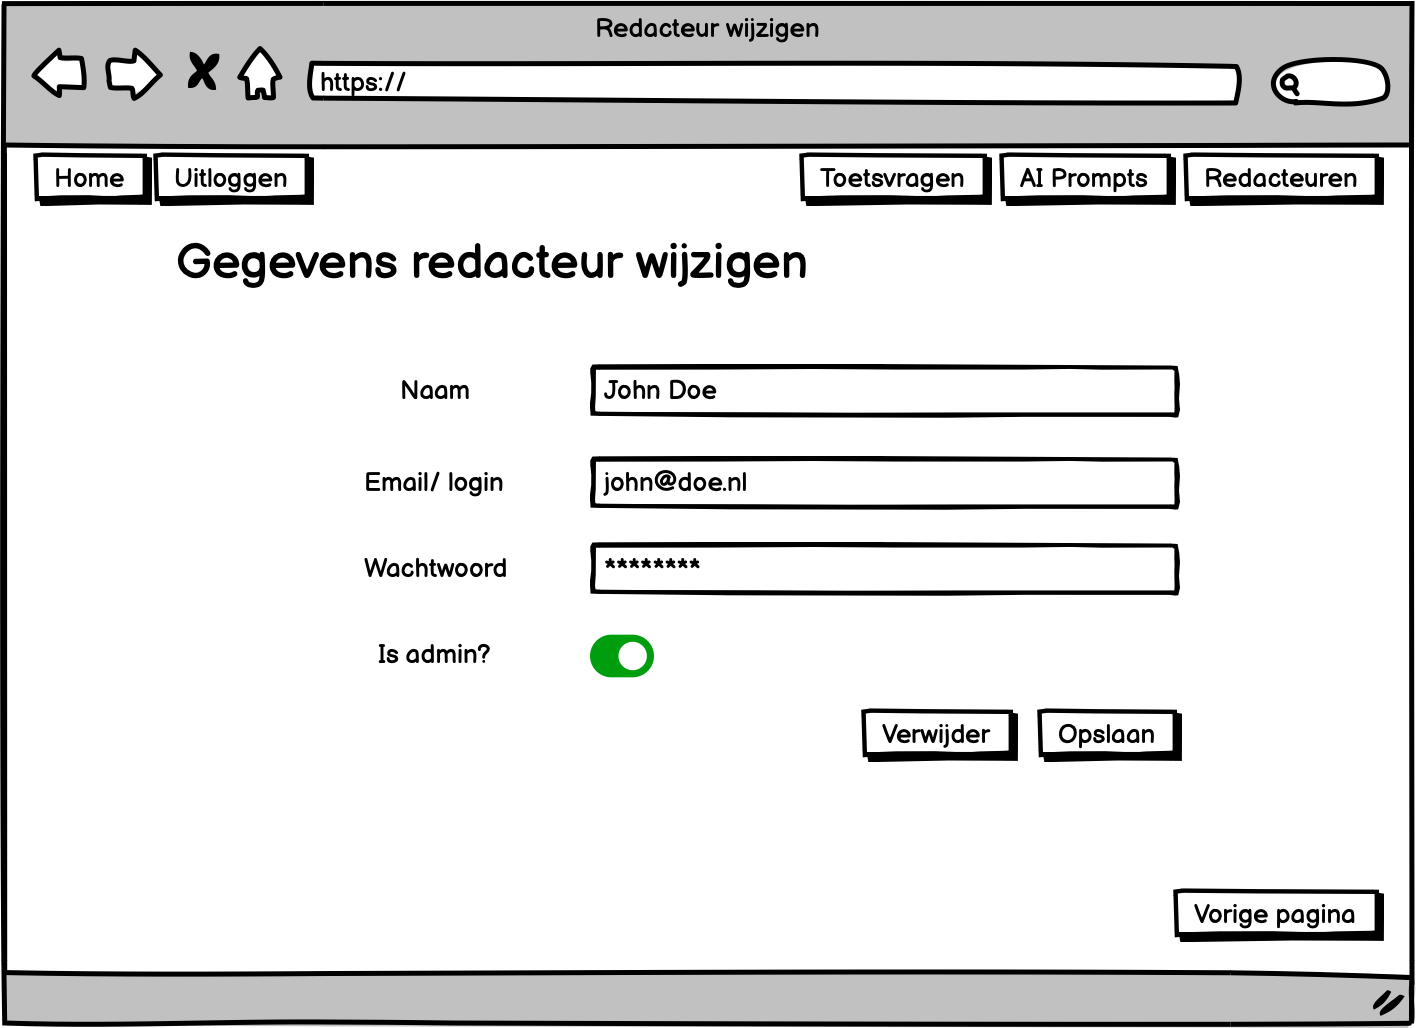 Redacteur wijzigen
https://
Home Uitloggen Toetsvragen AI Prompts Redacteuren
Gegevens redacteur wijzigen
Naam John Doe
Email/ login john@doe.nl
Wachtwoord ********
Is admin?
Verwijder Opslaan
Vorige pagina